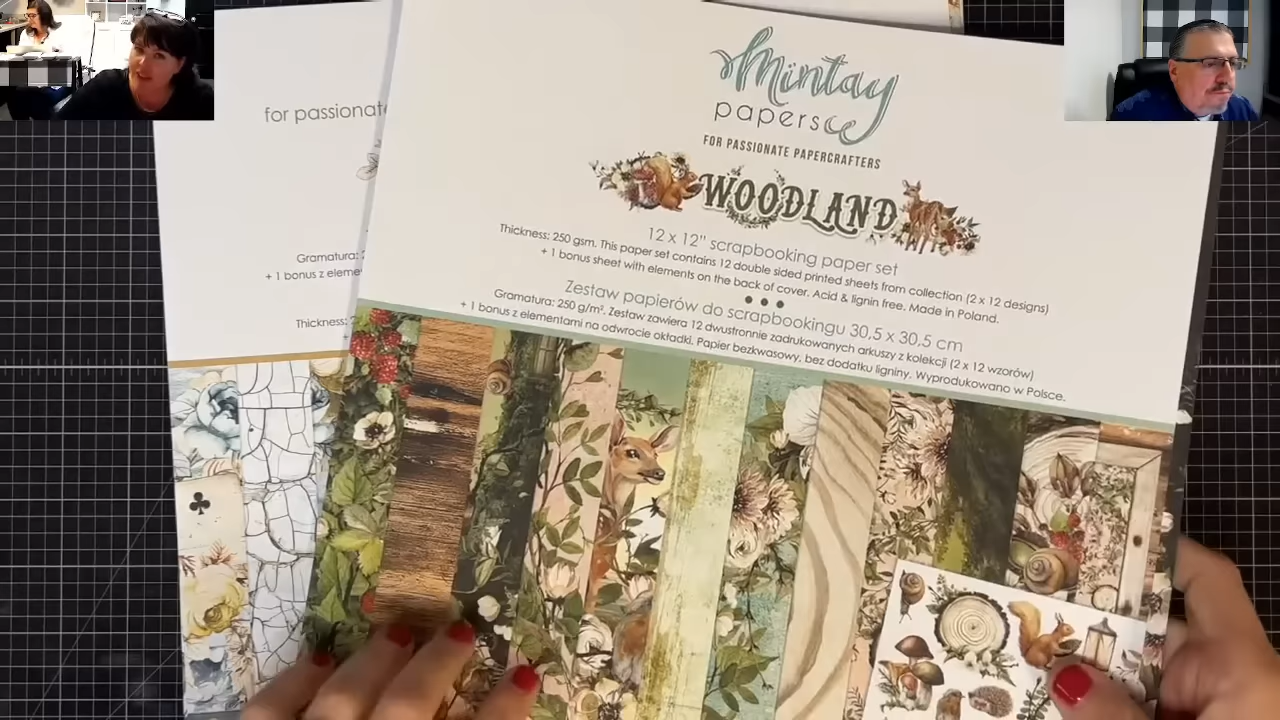 for passionate
Gramatura: 2
+ 1 bonus z eleme
Thickness: 2
Mintay
papers
FOR PASSIONATE PAPERCRAFTERS
WOODLAND
12 x 12" scrapbooking paper set
Thickness: 250 gsm. This paper set contains 12 double sided printed sheets from collection (2 x 12 designs)
+ 1 bonus sheet with elements on the back of cover. Acid & lignin free. Made in Poland.
Zestaw papierów do scrapbookingu 30,5 x 30,5 cm
Gramatura: 250 g/m². Zestaw zawiera 12 dwustronnie zadrukowanych arkuszy z kolekcji (2 x 12 wzorów)
+ 1 bonus z elementami na odwrocie okładki. Papier bezkwasowy, bez dodatku ligniny. Wyprodukowano w Polsce.